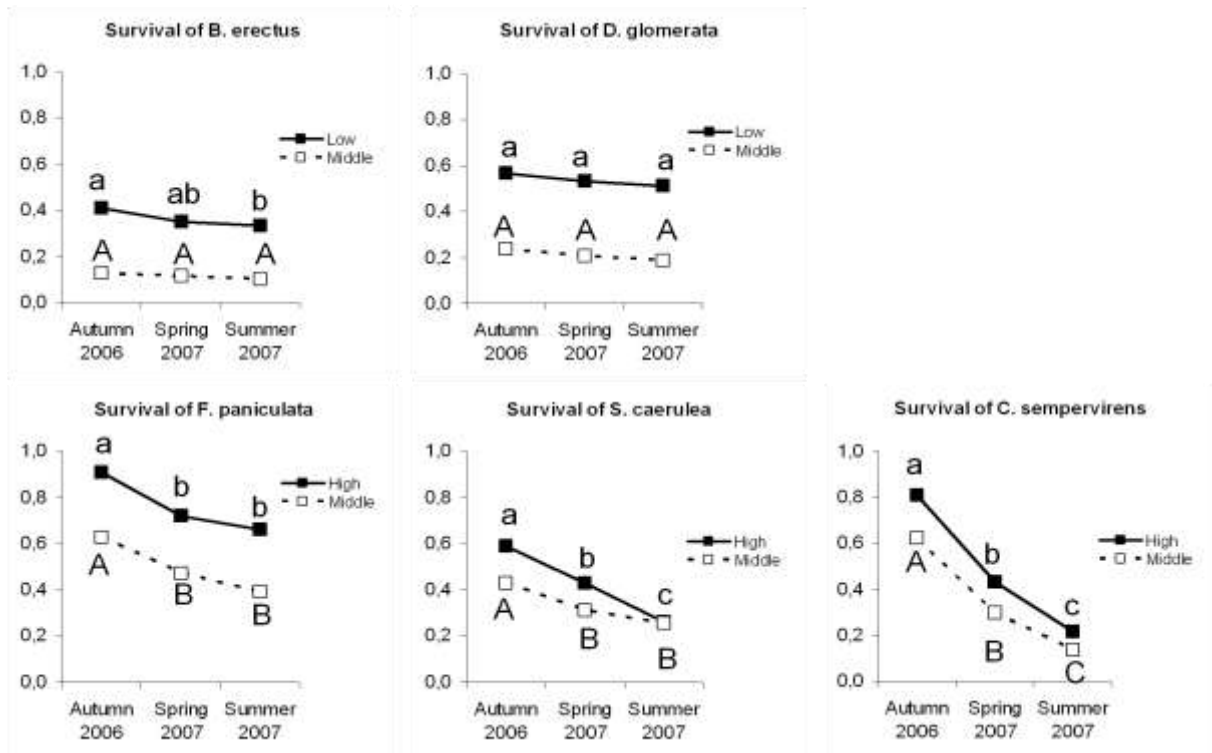 Survival of B. erectus
1,0
0,8
0,6
0,4
0,2
0,0
a
ab
b
A
A
A
Low
Middle
Autumn 2006
Spring 2007
Summer 2007
Survival of D. glomerata
1,0
0,8
0,6
0,4
0,2
0,0
a
a
a
A
A
A
Low
Middle
Autumn 2006
Spring 2007
Summer 2007
Survival of F. paniculata
1,0
0,8
0,6
0,4
0,2
0,0
a
b
b
A
B
B
High
Middle
Autumn 2006
Spring 2007
Summer 2007
Survival of S. caerulea
1,0
0,8
0,6
0,4
0,2
0,0
a
b
c
A
B
B
High
Middle
Autumn 2006
Spring 2007
Summer 2007
Survival of C. sempervirens
1,0
0,8
0,6
0,4
0,2
0,0
a
b
c
A
B
C
High
Middle
Autumn 2006
Spring 2007
Summer 2007